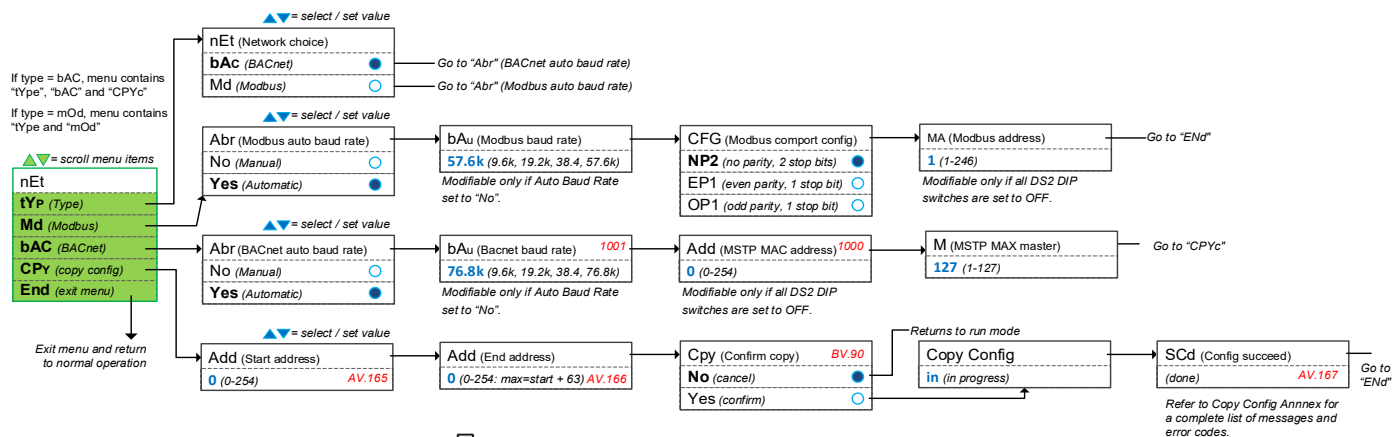 ▲▼= select / set value
nEt (Network choice)
bAc (BACnet)
Go to “Abr” (BACnet auto baud rate)
Md (Modbus)
Go to “Abr” (Modbus auto baud rate)
If type = bAC, menu contains
“tYpe”, “bAC” and “CPYc”
If type = mOd, menu contains
“tYpe and “mOd”
▲▼= select / set value
Abr (Modbus auto baud rate)
No (Manual)
Yes (Automatic)
bAu (Modbus baud rate)
57.6k (9.6k, 19.2k, 38.4, 57.6k)
Modifiable only if Auto Baud Rate
set to “No”.
CFG (Modbus comport config)
NP2 (no parity, 2 stop bits)
EP1 (even parity, 1 stop bit)
OP1 (odd parity, 1 stop bit)
MA (Modbus address)
1 (1-246)
Modifiable only if all DS2 DIP
switches are set to OFF.
Go to “ENd”
▲▼= scroll menu items
nEt
tYP (Type)
Md (Modbus)
bAC (BACnet)
CPY (copy config)
End (exit menu)
Exit menu and return
to normal operation
Abr (BACnet auto baud rate)
No (Manual)
Yes (Automatic)
bAu (Bacnet baud rate) 1001
76.8k (9.6k, 19.2k, 38.4, 76.8k)
Modifiable only if Auto Baud Rate
set to “No”.
Add (MSTP MAC address) 1000
0 (0-254)
Modifiable only if all DS2 DIP
switches are set to OFF.
M (MSTP MAX master)
127 (1-127)
Go to “CPYc”
▲▼= select / set value
Add (Start address)
0 (0-254) AV.165
Add (End address)
0 (0-254: max=start + 63) AV.166
Cpy (Confirm copy) BV.90
No (cancel)
Yes (confirm)
Returns to run mode
Copy Config
in (in progress)
SCd (Config succeed)
(done) AV.167
Refer to Copy Config Annnex for
a complete list of messages and
error codes.
Go to
“ENd”